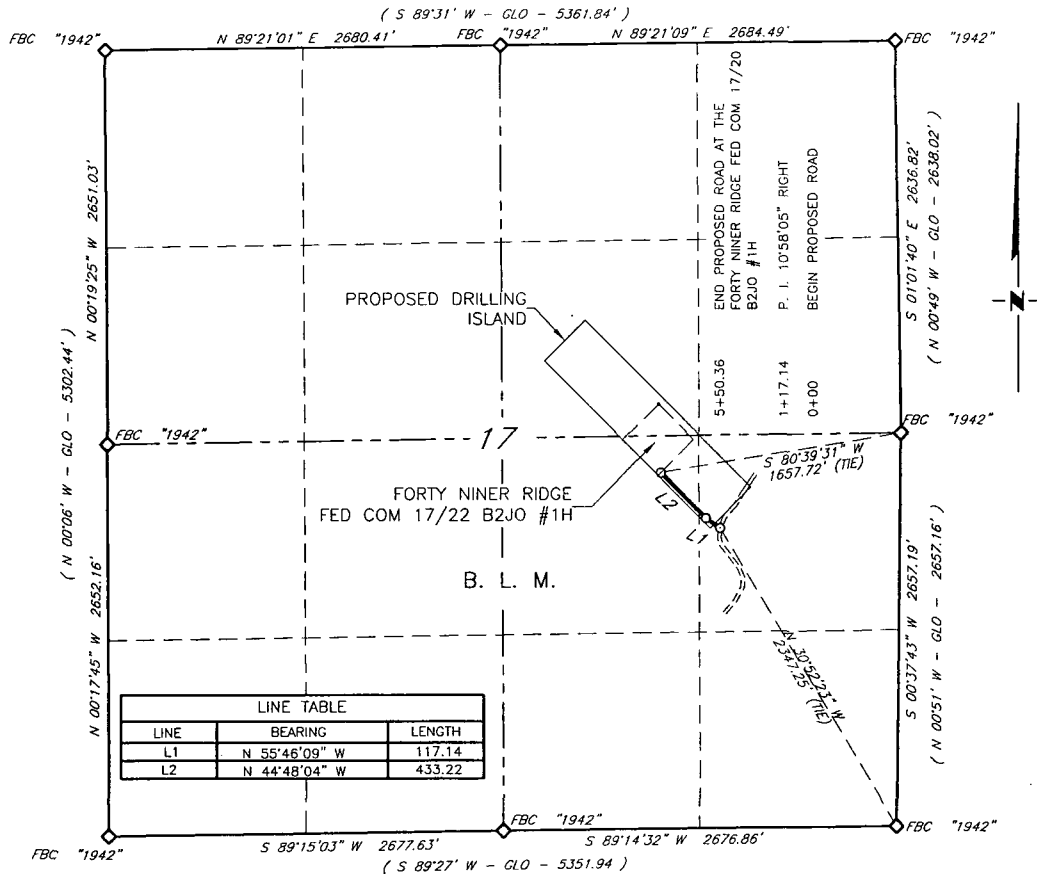 ( S 89°31' W - GLO - 5361.84' )
FBC "1942"
N 89°21'01" E 2680.41'
FBC "1942"
N 89°21'09" E 2684.49'
FBC "1942"
N 00°19'25" W 2651.03'
( N 00°06' W - GLO - 5302.44' )
END PROPOSED ROAD AT THE
FORTY NINER RIDGE FED COM 17/20
B2JO #1H
5+50.36
P. I. 10°58'05" RIGHT
1+17.14
BEGIN PROPOSED ROAD
0+00
S 01°01'40" E 2636.82'
( N 00°49' W - GLO - 2638.02' )
N
PROPOSED DRILLING
ISLAND
FBC "1942"
17
FBC "1942"
S 80°39'31" W
1657.72' (TIE)
FORTY NINER RIDGE
FED COM 17/22 B2JO #1H
L2
L1
B. L. M.
N 00°17'45" W 2652.16'
N 30°52'23" W
2347.25' (TIE)
S 00°37'43" W 2657.19'
( N 00°51' W - GLO - 2657.16' )
LINE TABLE
LINE BEARING LENGTH
L1 N 55°46'09" W 117.14
L2 N 44°48'04" W 433.22
FBC "1942"
S 89°15'03" W 2677.63'
FBC "1942"
S 89°14'32" W 2676.86'
FBC "1942"
( S 89°27' W - GLO - 5351.94 )